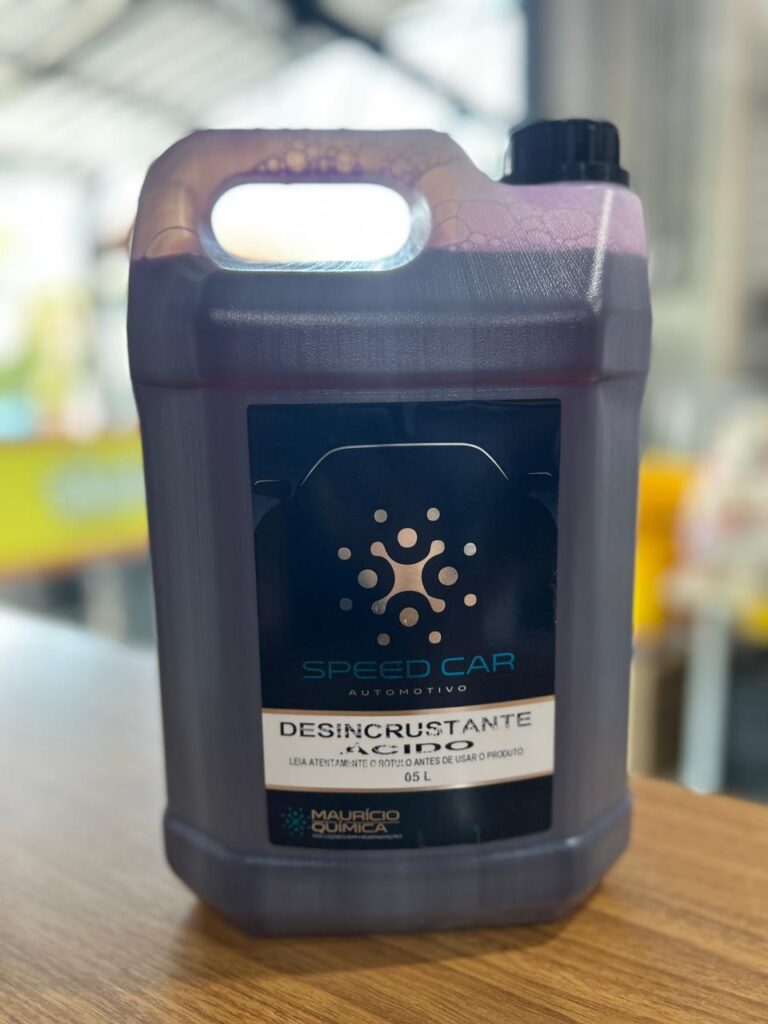 SPEED CAR
AUTOMOTIVO
DESINCRUSTANTE
ÁCIDO
LEIA ATENTAMENTE O RÓTULO ANTES DE USAR O PRODUTO
05 L
MAURÍCIO
QUÍMICA